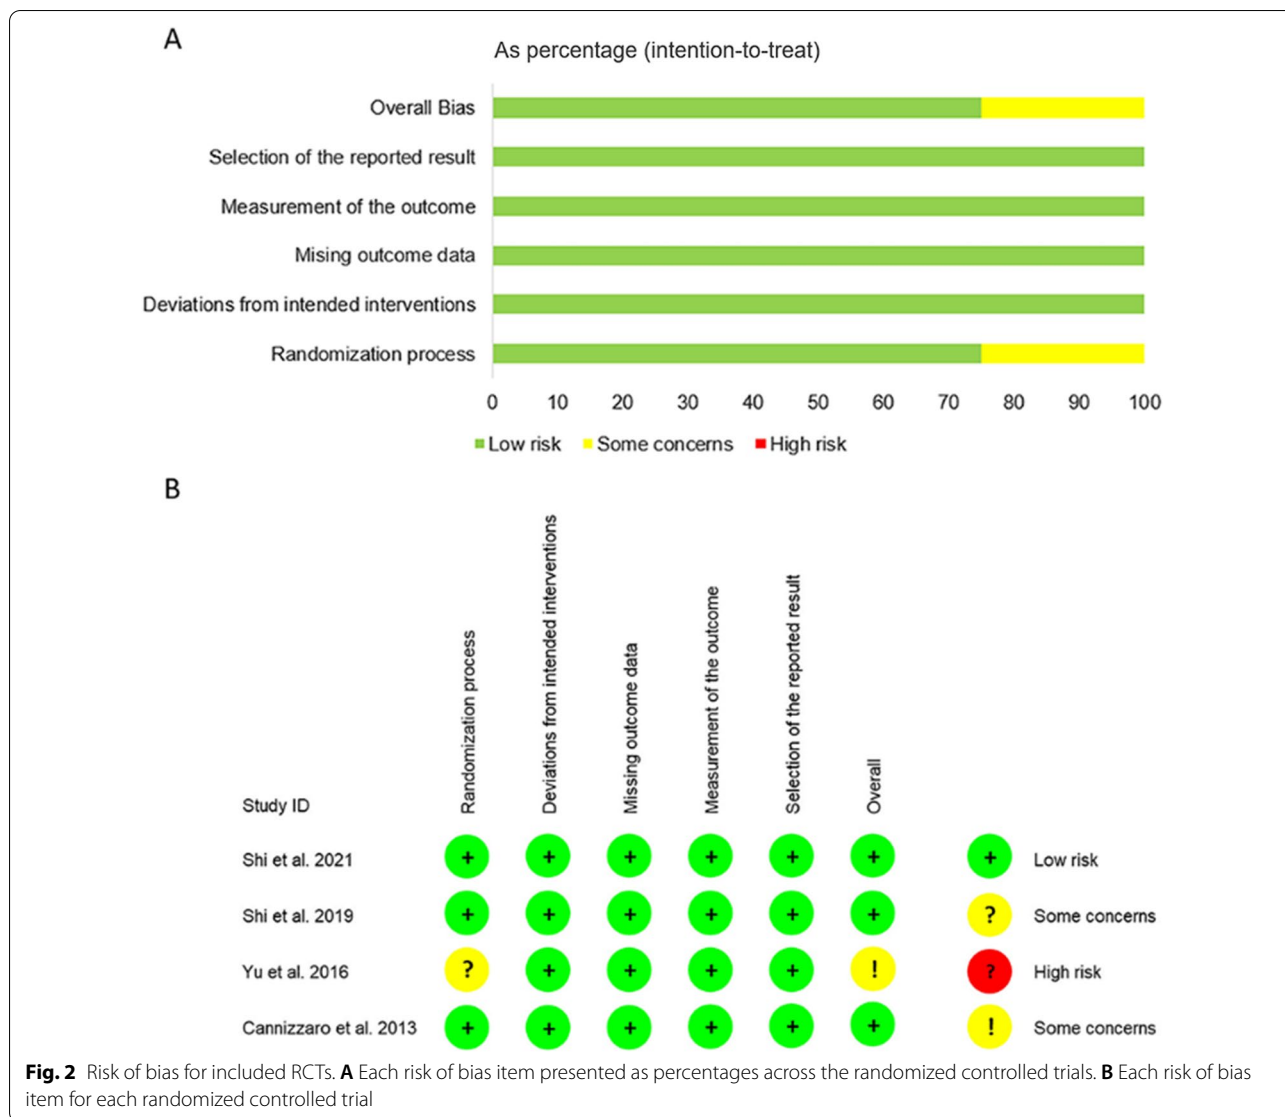 A
As percentage (intention-to-treat)
Overall Bias
Selection of the reported result
Measurement of the outcome
Mising outcome data
Deviations from intended interventions
Randomization process
0 10 20 30 40 50 60 70 80 90 100
Low risk Some concerns High risk
B
Study ID
Randomization process
Deviations from intended interventions
Missing outcome data
Measurement of the outcome
Selection of the reported result
Overall
Shi et al. 2021 + + + + + + + Low risk
Shi et al. 2019 + + + + + + ? Some concerns
Yu et al. 2016 ? + + + + ! ? High risk
Cannizzaro et al. 2013 + + + + + + ! Some concerns
Fig. 2 Risk of bias for included RCTs. A Each risk of bias item presented as percentages across the randomized controlled trials. B Each risk of bias
item for each randomized controlled trial